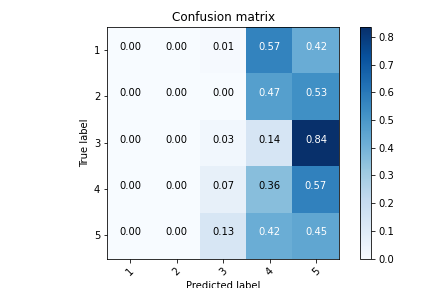 Confusion matrix
True label
1 0.00 0.00 0.01 0.57 0.42
2 0.00 0.00 0.00 0.47 0.53
3 0.00 0.00 0.03 0.14 0.84
4 0.00 0.00 0.07 0.36 0.57
5 0.00 0.00 0.13 0.42 0.45
1 2 3 4 5
Predicted label
0.8
0.7
0.6
0.5
0.4
0.3
0.2
0.1
0.0